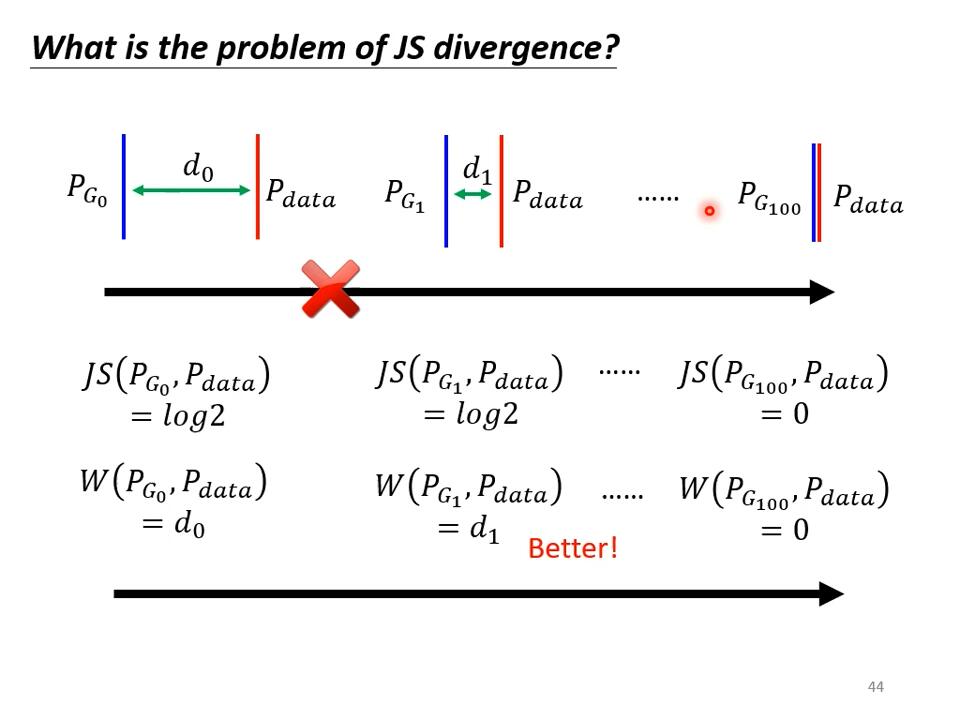 What is the problem of JS divergence?
P_{G_0} d_0 P_{data} P_{G_1} d_1 P_{data} ...... P_{G_{100}} P_{data}
JS(P_{G_0}, P_{data}) JS(P_{G_1}, P_{data}) ...... JS(P_{G_{100}}, P_{data})
= log2 = log2 = 0
W(P_{G_0}, P_{data}) W(P_{G_1}, P_{data}) ...... W(P_{G_{100}}, P_{data})
= d_0 = d_1 = 0
Better!
44